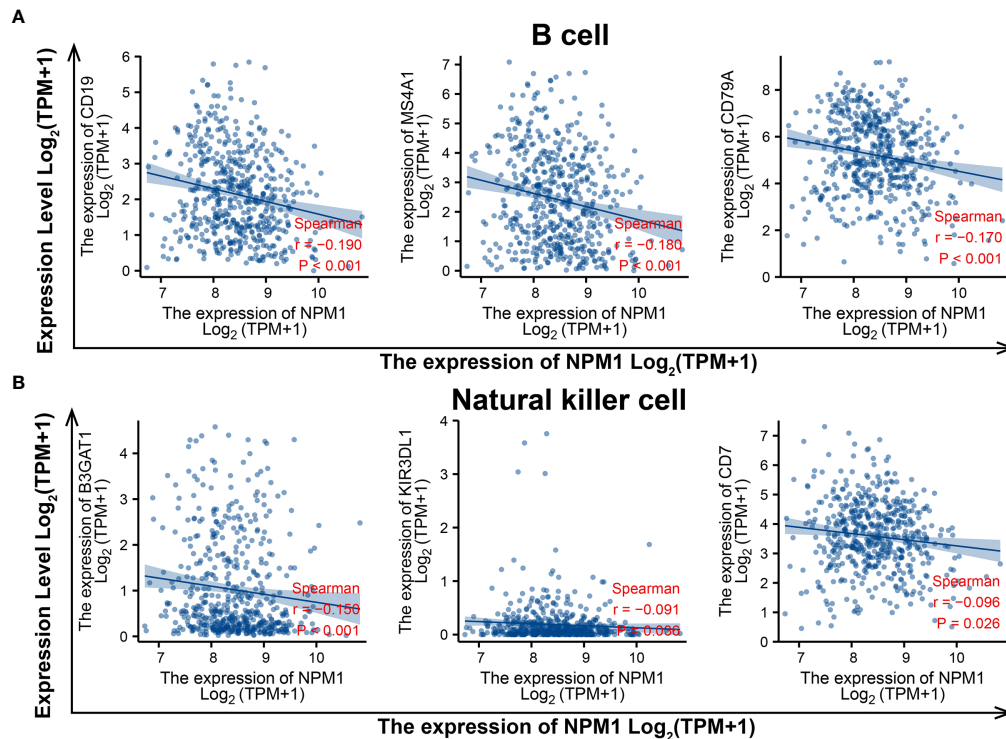 A
B cell
Expression Level Log2(TPM+1)
The expression of CD19
Log2 (TPM+1)
6
5
4
3
2
1
0
7
8
9
10
Spearman
r = −0.190
P < 0.001
The expression of NPM1
Log2 (TPM+1)
The expression of MS4A1
Log2 (TPM+1)
7
6
5
4
3
2
1
0
7
8
9
10
Spearman
r = −0.180
P < 0.001
The expression of NPM1
Log2 (TPM+1)
The expression of CD79A
Log2 (TPM+1)
8
6
4
2
0
7
8
9
10
Spearman
r = −0.170
P < 0.001
The expression of NPM1
Log2 (TPM+1)
The expression of NPM1 Log2(TPM+1)
B
Natural killer cell
Expression Level Log2(TPM+1)
The expression of B3GAT1
Log2 (TPM+1)
4
3
2
1
0
7
8
9
10
Spearman
r = −0.150
P < 0.001
The expression of NPM1
Log2 (TPM+1)
The expression of KIR3DL1
Log2 (TPM+1)
4
3
2
1
0
7
8
9
10
Spearman
r = −0.091
The expression of NPM1
Log2 (TPM+1)
The expression of CD7
Log2 (TPM+1)
7
6
5
4
3
2
1
0
7
8
9
10
Spearman
r = −0.096
P = 0.026
The expression of NPM1
Log2 (TPM+1)
The expression of NPM1 Log2(TPM+1)